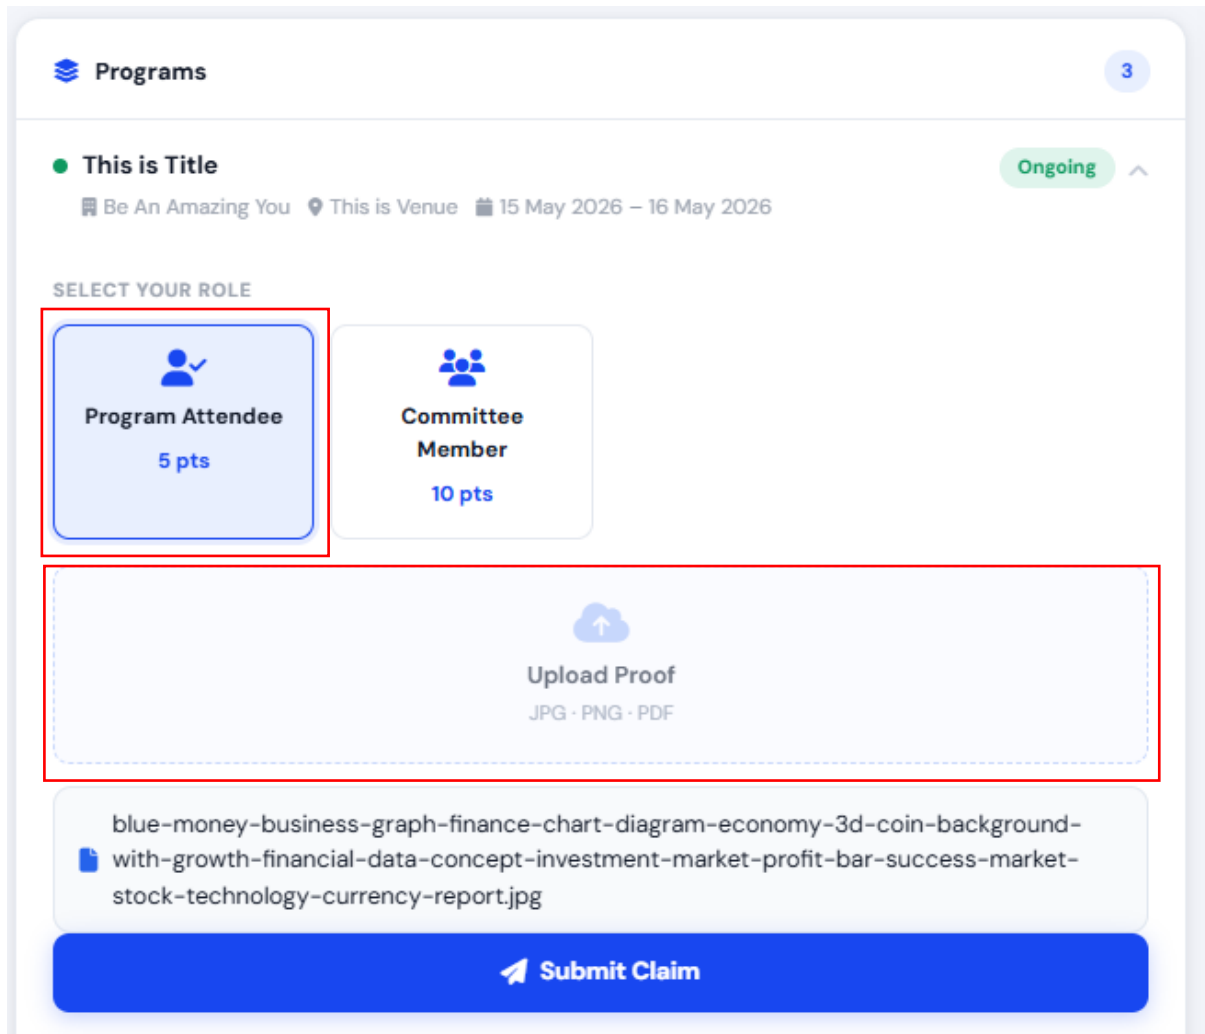 Programs
3
This is Title
Ongoing
Be An Amazing You This is Venue 15 May 2026 – 16 May 2026
SELECT YOUR ROLE
Program Attendee
5 pts
Committee
Member
10 pts
Upload Proof
JPG · PNG · PDF
blue-money-business-graph-finance-chart-diagram-economy-3d-coin-background-
with-growth-financial-data-concept-investment-market-profit-bar-success-market-
stock-technology-currency-report.jpg
Submit Claim